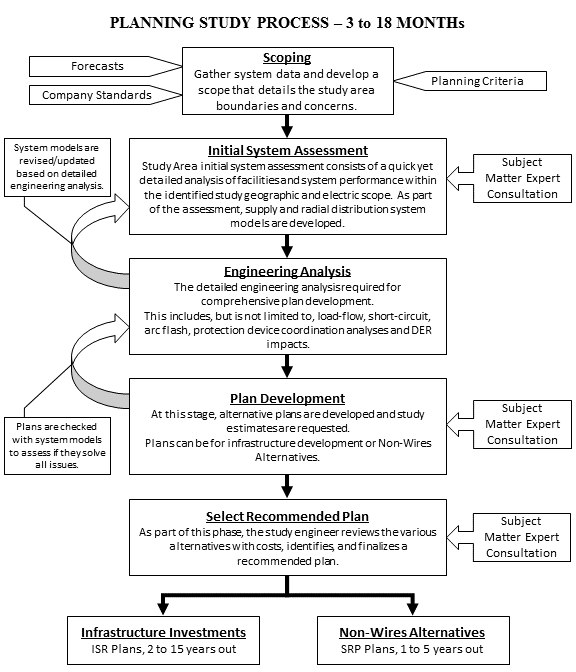 PLANNING STUDY PROCESS – 3 to 18 MONTHs
Scoping
Gather system data and develop a
scope that details the study area
boundaries and concerns.
Forecasts
Company Standards
Planning Criteria
System models are
revised/updated
based on detailed
engineering analysis.
Initial System Assessment
Study Area initial system assessment consists of a quick yet
detailed analysis of facilities and system performance within
the identified study geographic and electric scope. As part
of the assessment, supply and radial distribution system
models are developed.
Subject
Matter Expert
Consultation
Engineering Analysis
The detailed engineering analysis required for
comprehensive plan development.
This includes, but is not limited to, load-flow, short-circuit,
arc flash, protection device coordination analyses and DER
impacts.
Plan Development
At this stage, alternative plans are developed and study
estimates are requested.
Plans can be for infrastructure development or Non-Wires
Alternatives.
Subject
Matter Expert
Consultation
Plans are checked
with system models
to assess if they solve
all issues.
Select Recommended Plan
As part of this phase, the study engineer reviews the various
alternatives with costs, identifies, and finalizes a
recommended plan.
Subject
Matter Expert
Consultation
Infrastructure Investments
ISR Plans, 2 to 15 years out
Non-Wires Alternatives
SRP Plans, 1 to 5 years out